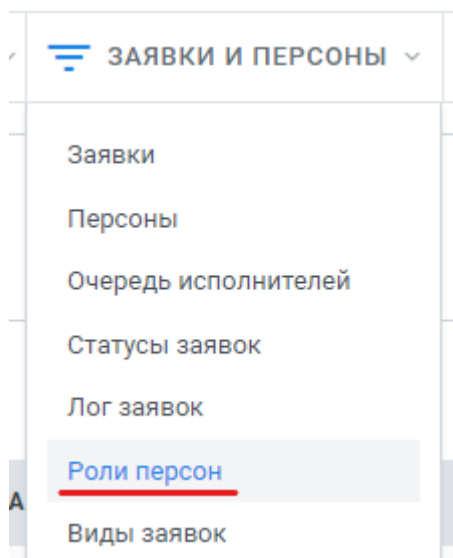 ЗАЯВКИ И ПЕРСОНЫ
Заявки
Персоны
Очередь исполнителей
Статусы заявок
Лог заявок
Роли персон
А
Виды заявок